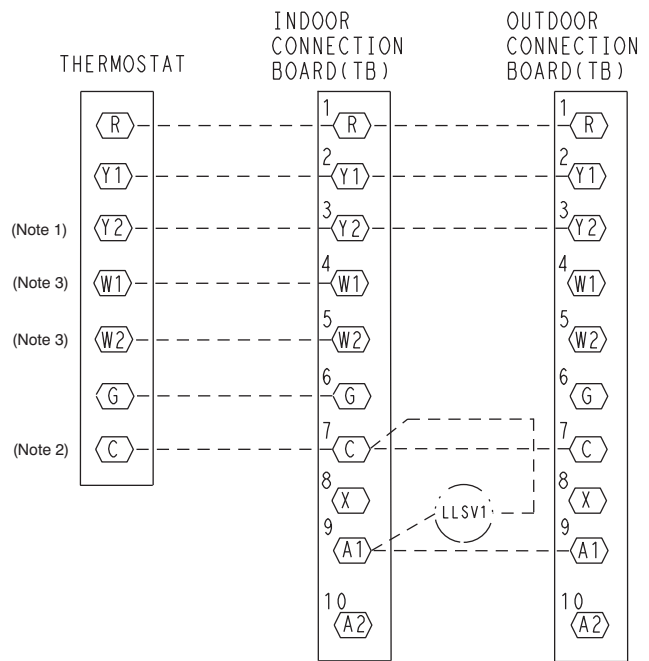 INDOOR
CONNECTION
BOARD(TB)
OUTDOOR
CONNECTION
BOARD(TB)
THERMOSTAT
R 1 R 1 R
Y1 2 Y1 2 Y1
(Note 1) Y2 3 Y2 3 Y2
(Note 3) W1 4 W1 4 W1
(Note 3) W2 5 W2 5 W2
G 6 G 6 G
(Note 2) C 7 C 7 C
8 X 8 X
LLSV1
9 A1 9 A1
10 A2 10 A2